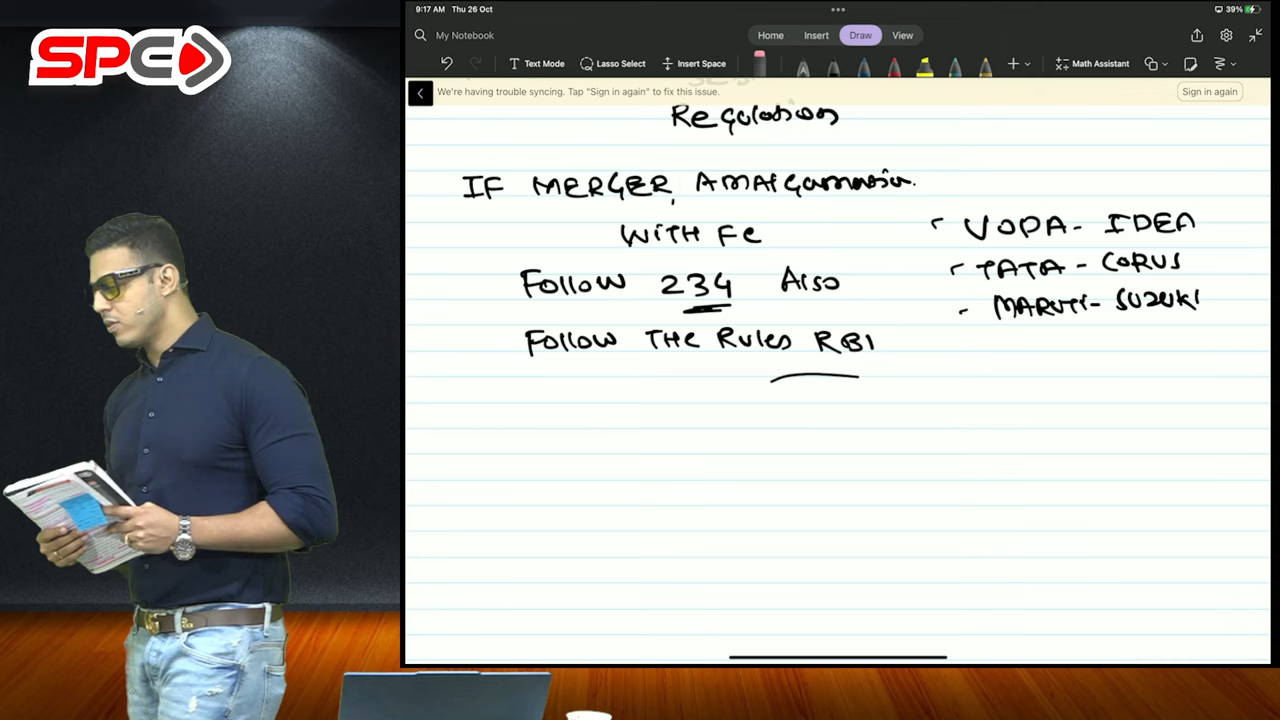 SPED
9:17 AM Thu 26 Oct
39%
My Notebook
Home Insert Draw View
Text Mode Lasso Select Insert Space Math Assistant
We're having trouble syncing. Tap "Sign in again" to fix this issue. Sign in again
Regulations
IF MERGER, AMAlgamation.
WITH Fc
Follow 234 Also
Follow THE Rules RBI
VODA - IDEA
TATA - CORUS
MARUTI - SUZUKI